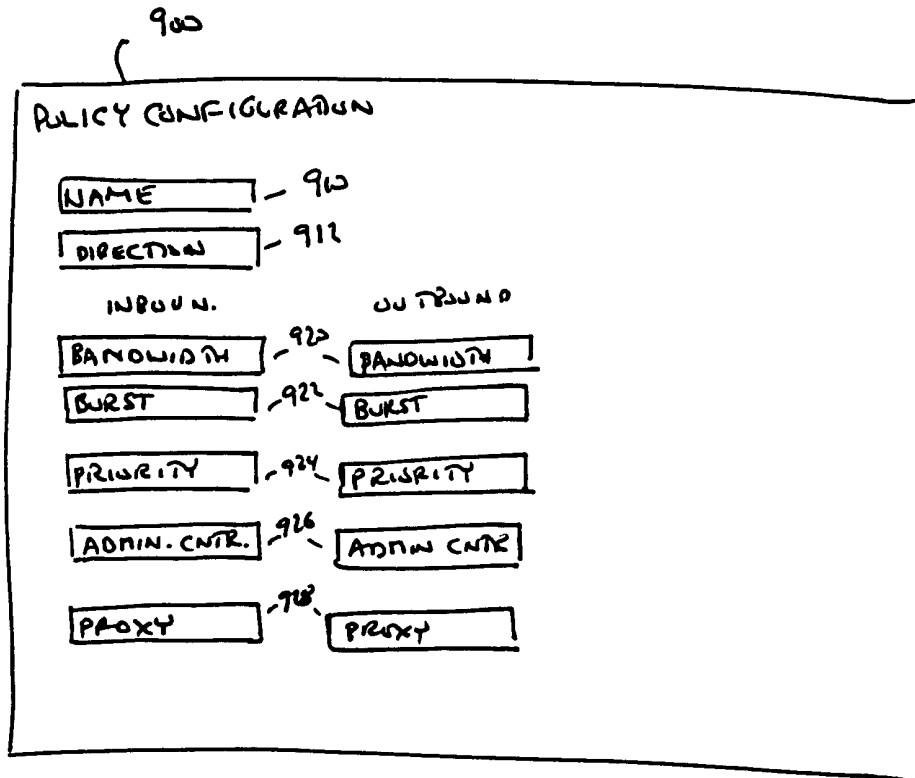 900
POLICY CONFIGURATION
NAME 910
DIRECTION 912
INBOUN. OUTBOUND
BANDWIDTH 920 BANDWIDTH
BURST 922 BURST
PRIORITY 924 PRIORITY
ADMIN. CNTR. 926 ADMIN CNTR
PROXY 928 PROXY